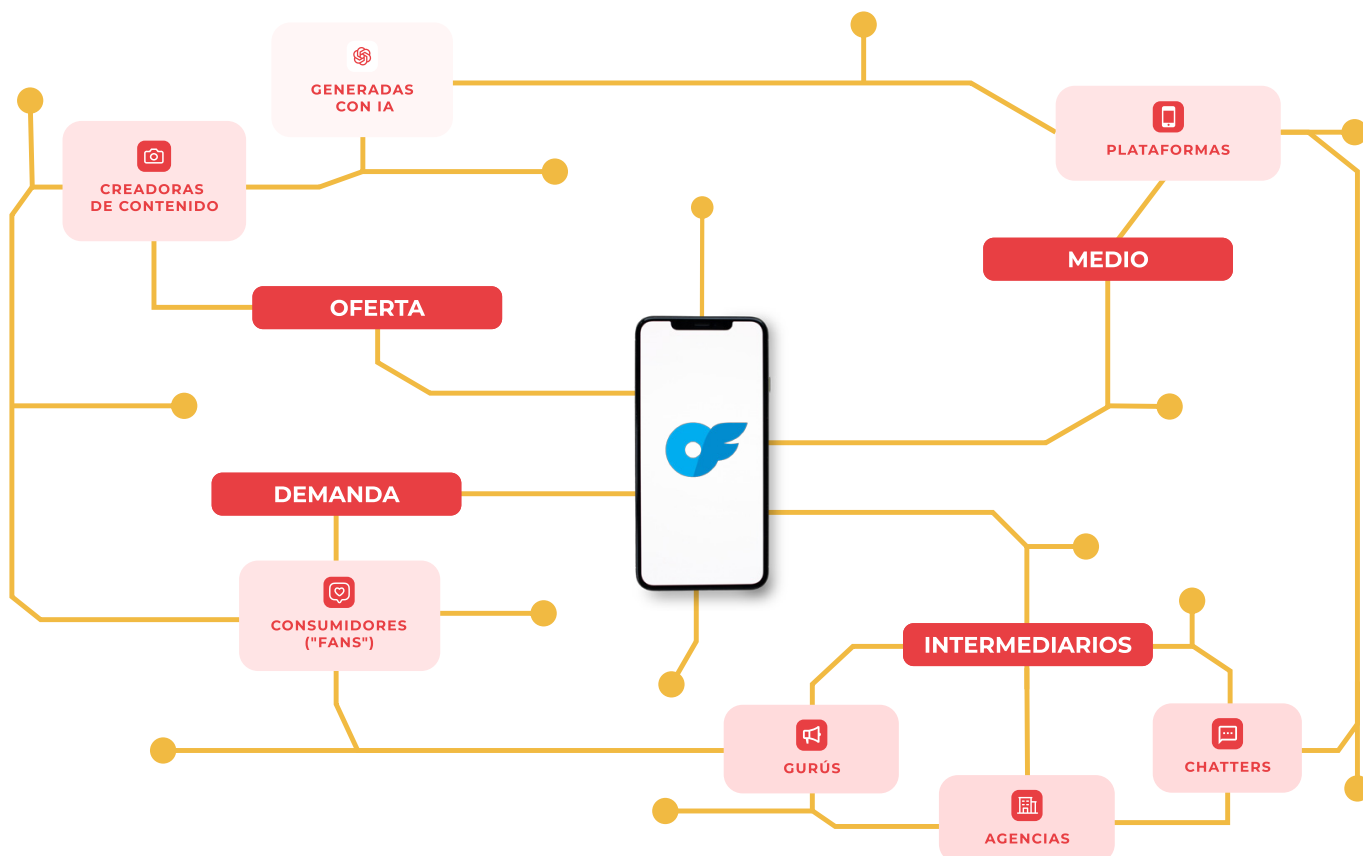 GENERADAS
CON IA
PLATAFORMAS
CREADORAS
DE CONTENIDO
MEDIO
OFERTA
DEMANDA
CONSUMIDORES
("FANS")
INTERMEDIARIOS
GURÚS
CHATTERS
AGENCIAS